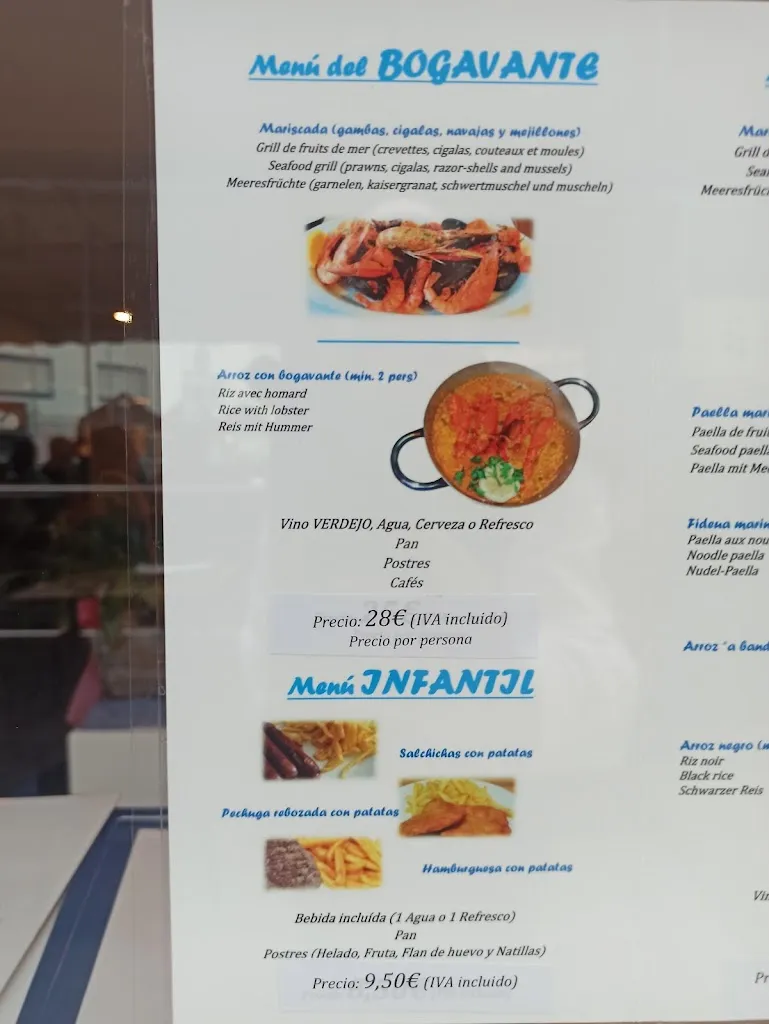 Menú del BOGAVANTE
Mariscada (gambas, cigalas, navajas y mejillones)
Grill de fruits de mer (crevettes, cigalas, couteaux et moules)
Seafood grill (prawns, cigalas, razor-shells and mussels)
Meeresfrüchte (garnelen, kaisergranat, schwertmuschel und muscheln)
Arroz con bogavante (min. 2 pers)
Riz avec homard
Rice with lobster
Reis mit Hummer
Vino VERDEJO, Agua, Cerveza o Refresco
Pan
Postres
Cafés
Precio: 28€ (IVA incluido)
Precio por persona
Menú INFANTIL
Salchichas con patatas
Pechuga rebozada con patatas
Hamburguesa con patatas
Bebida incluída (1 Agua o 1 Refresco)
Pan
Postres (Helado, Fruta, Flan de huevo y Natillas)
Precio: 9,50€ (IVA incluido)
Grill
Meeresfrüch
Paella mari
Paella de frui
Seafood paell
Paella mit Me
Fideua marin
Paella aux nou
Noodle paella
Nudel-Paella
Arroz "a band
Arroz negro (m
Riz noir
Black rice
Schwarzer Reis